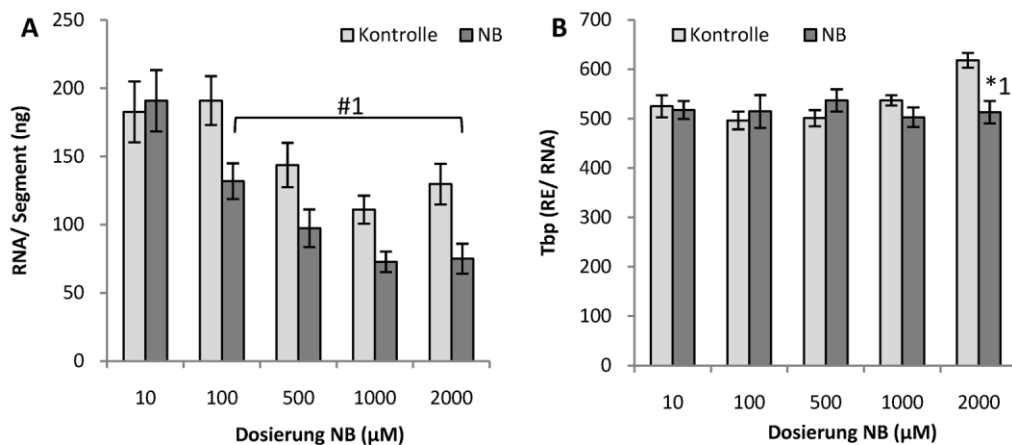 A
Kontrolle NB
RNA/ Segment (ng)
250
200
150
100
50
0
#1
10 100 500 1000 2000
Dosierung NB (µM)
B
Kontrolle NB
Tbp (RE/ RNA)
700
600
500
400
300
200
100
0
*1
10 100 500 1000 2000
Dosierung NB (µM)